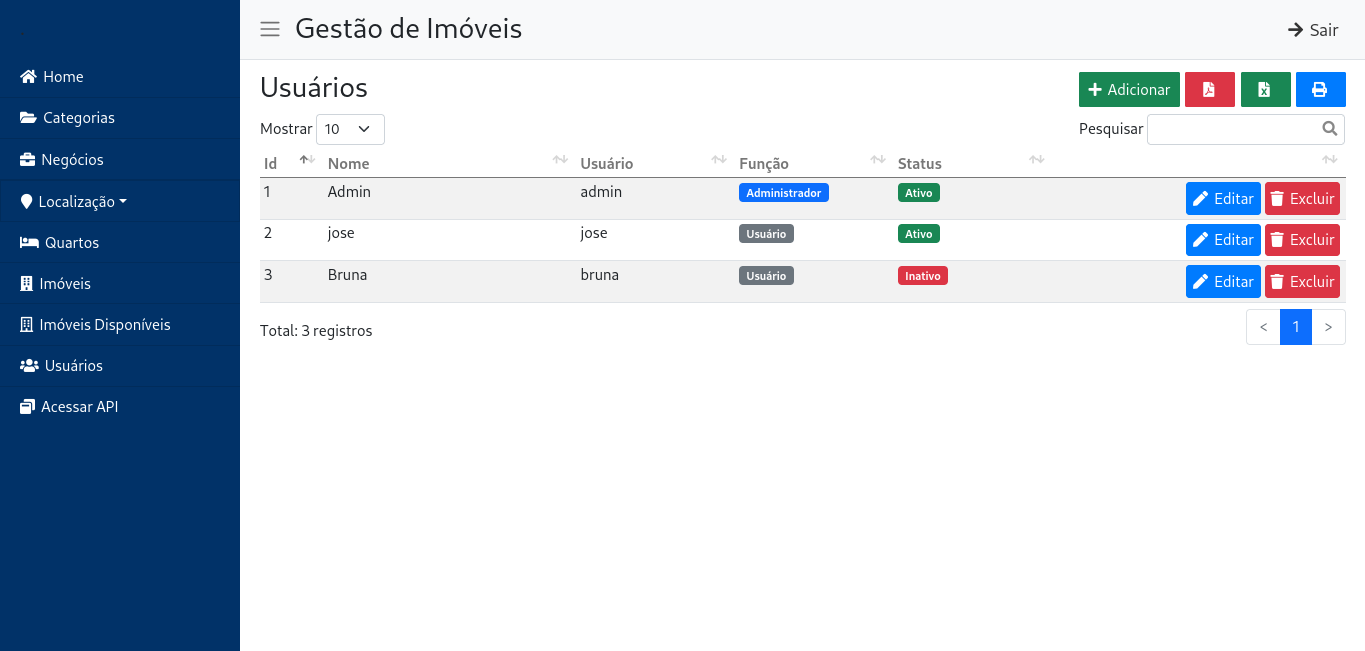 Gestão de Imóveis
Sair
Home
Categorias
Negócios
Localização
Quartos
Imóveis
Imóveis Disponíveis
Usuários
Acessar API
Usuários
Adicionar
Mostrar 10
Pesquisar
Id Nome Usuário Função Status
1 Admin admin Administrador Ativo Editar Excluir
2 jose jose Usuário Ativo Editar Excluir
3 Bruna bruna Usuário Inativo Editar Excluir
Total: 3 registros
< 1 >